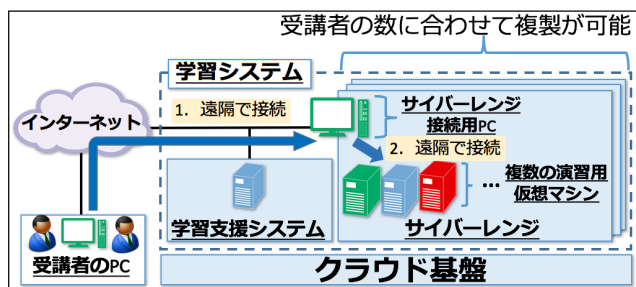 受講者の数に合わせて複製が可能
学習システム
1. 遠隔で接続
インターネット
サイバーレンジ
接続用PC
2. 遠隔で接続
… 複数の演習用
仮想マシン
学習支援システム
サイバーレンジ
受講者のPC
クラウド基盤